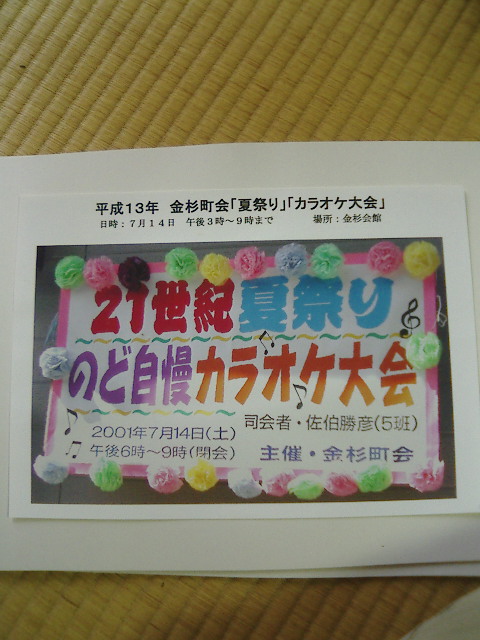 平成13年 金杉町会「夏祭り」「カラオケ大会」
日時：7月14日 午後3時～9時まで 場所：金杉会館
21世紀夏祭り
のど自慢カラオケ大会
2001年7月14日(土)
午後6時～9時(閉会)
司会者・佐伯勝彦(5班)
主催・金杉町会